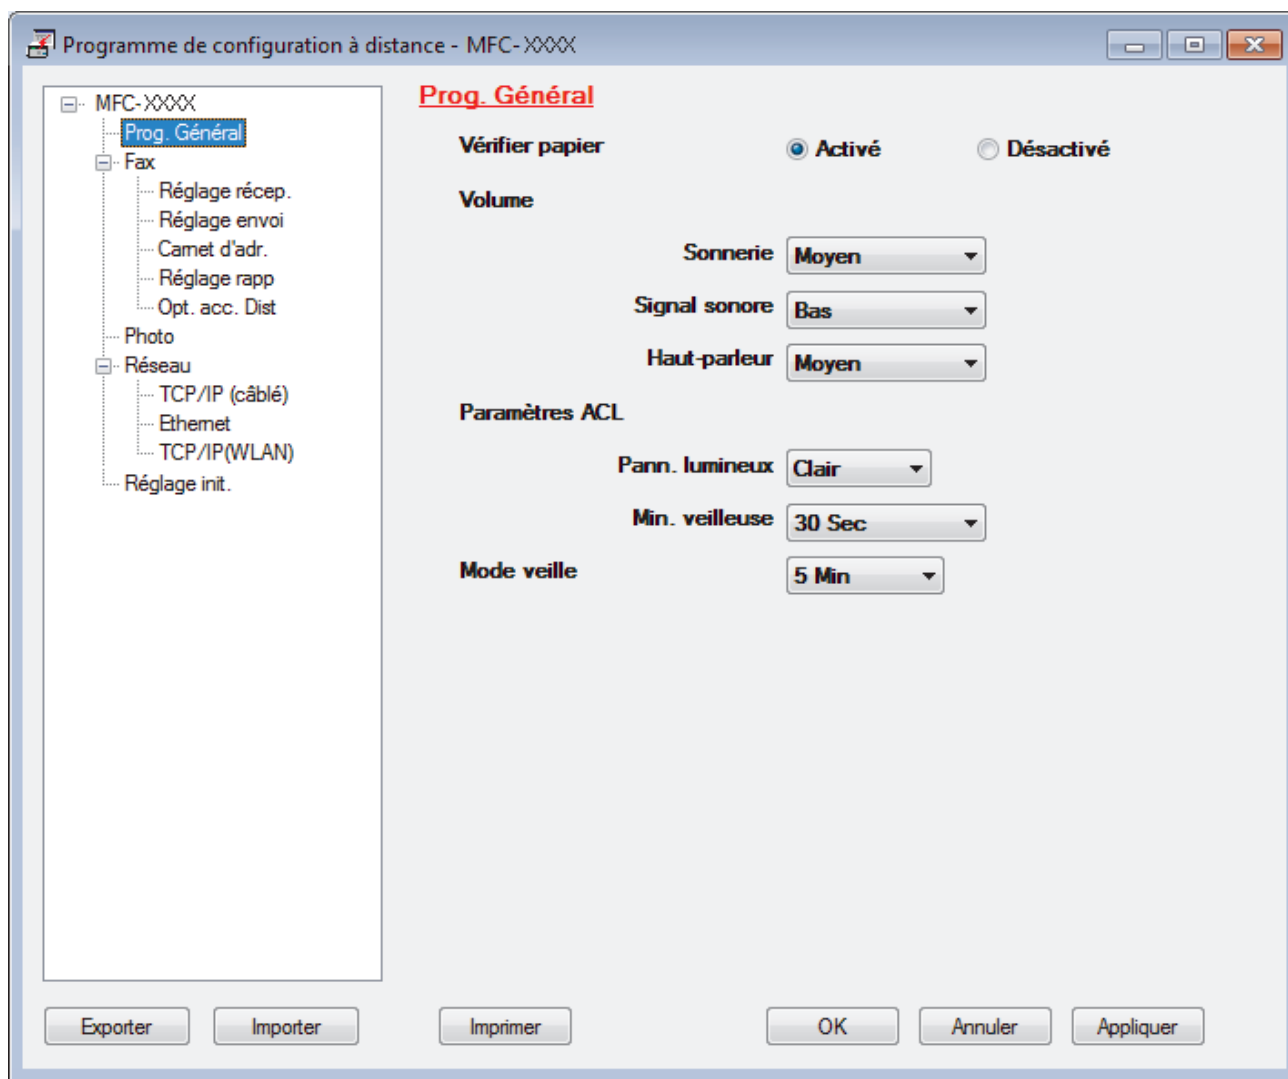 Programme de configuration à distance - MFC-XXXX
MFC-XXXX
Prog. Général
Fax
Réglage récep.
Réglage envoi
Carnet d'adr.
Réglage rapp
Opt. acc. Dist
Photo
Réseau
TCP/IP (câblé)
Ethernet
TCP/IP(WLAN)
Réglage init.
Prog. Général
Vérifier papier Activé Désactivé
Volume
Sonnerie Moyen
Signal sonore Bas
Haut-parleur Moyen
Paramètres ACL
Pann. lumineux Clair
Min. veilleuse 30 Sec
Mode veille 5 Min
Exporter Importer Imprimer OK Annuler Appliquer